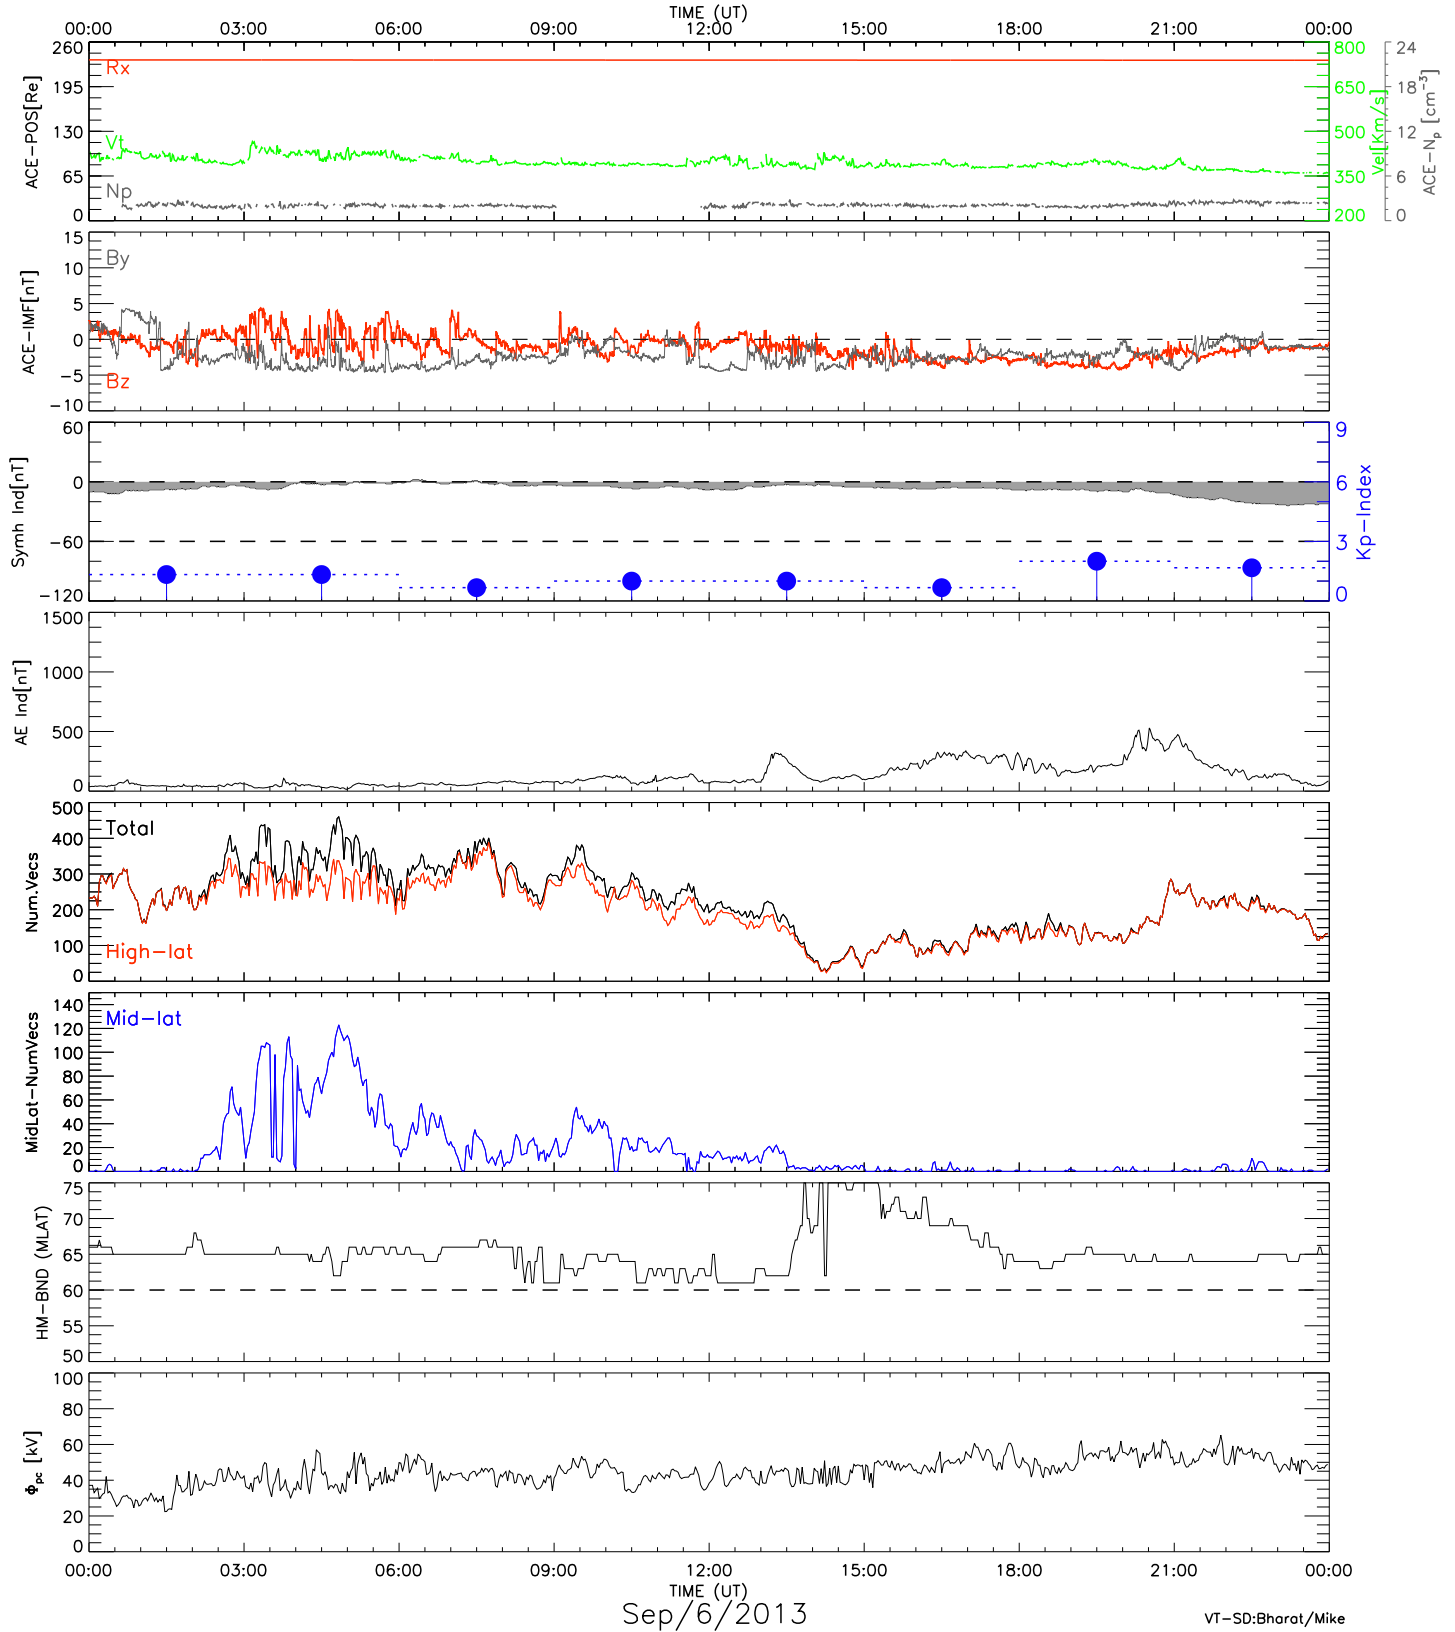 TIME (UT)
00:00 03:00 06:00 09:00 12:00 15:00 18:00 21:00 00:00
260 195 130 65 0
ACE-POS[Re]
Rx
Vt
Np
800 650 500 350 200
Vel[Km/s]
24 18 12 6 0
ACE-Np [cm-3]
15 10 5 0 -5 -10
ACE-IMF[nT]
By
Bz
60 0 -60 -120
Symh Ind[nT]
9 6 3 0
Kp-Index
1500 1000 500 0
AE Ind[nT]
500 400 300 200 100 0
Num.Vecs
Total
High-lat
140 120 100 80 60 40 20 0
MidLat-NumVecs
Mid-lat
75 70 65 60 55 50
HM-BND (MLAT)
100 80 60 40 20 0
Φpc [kV]
00:00 03:00 06:00 09:00 12:00 15:00 18:00 21:00 00:00
TIME (UT)
Sep/6/2013
VT-SD:Bharat/Mike